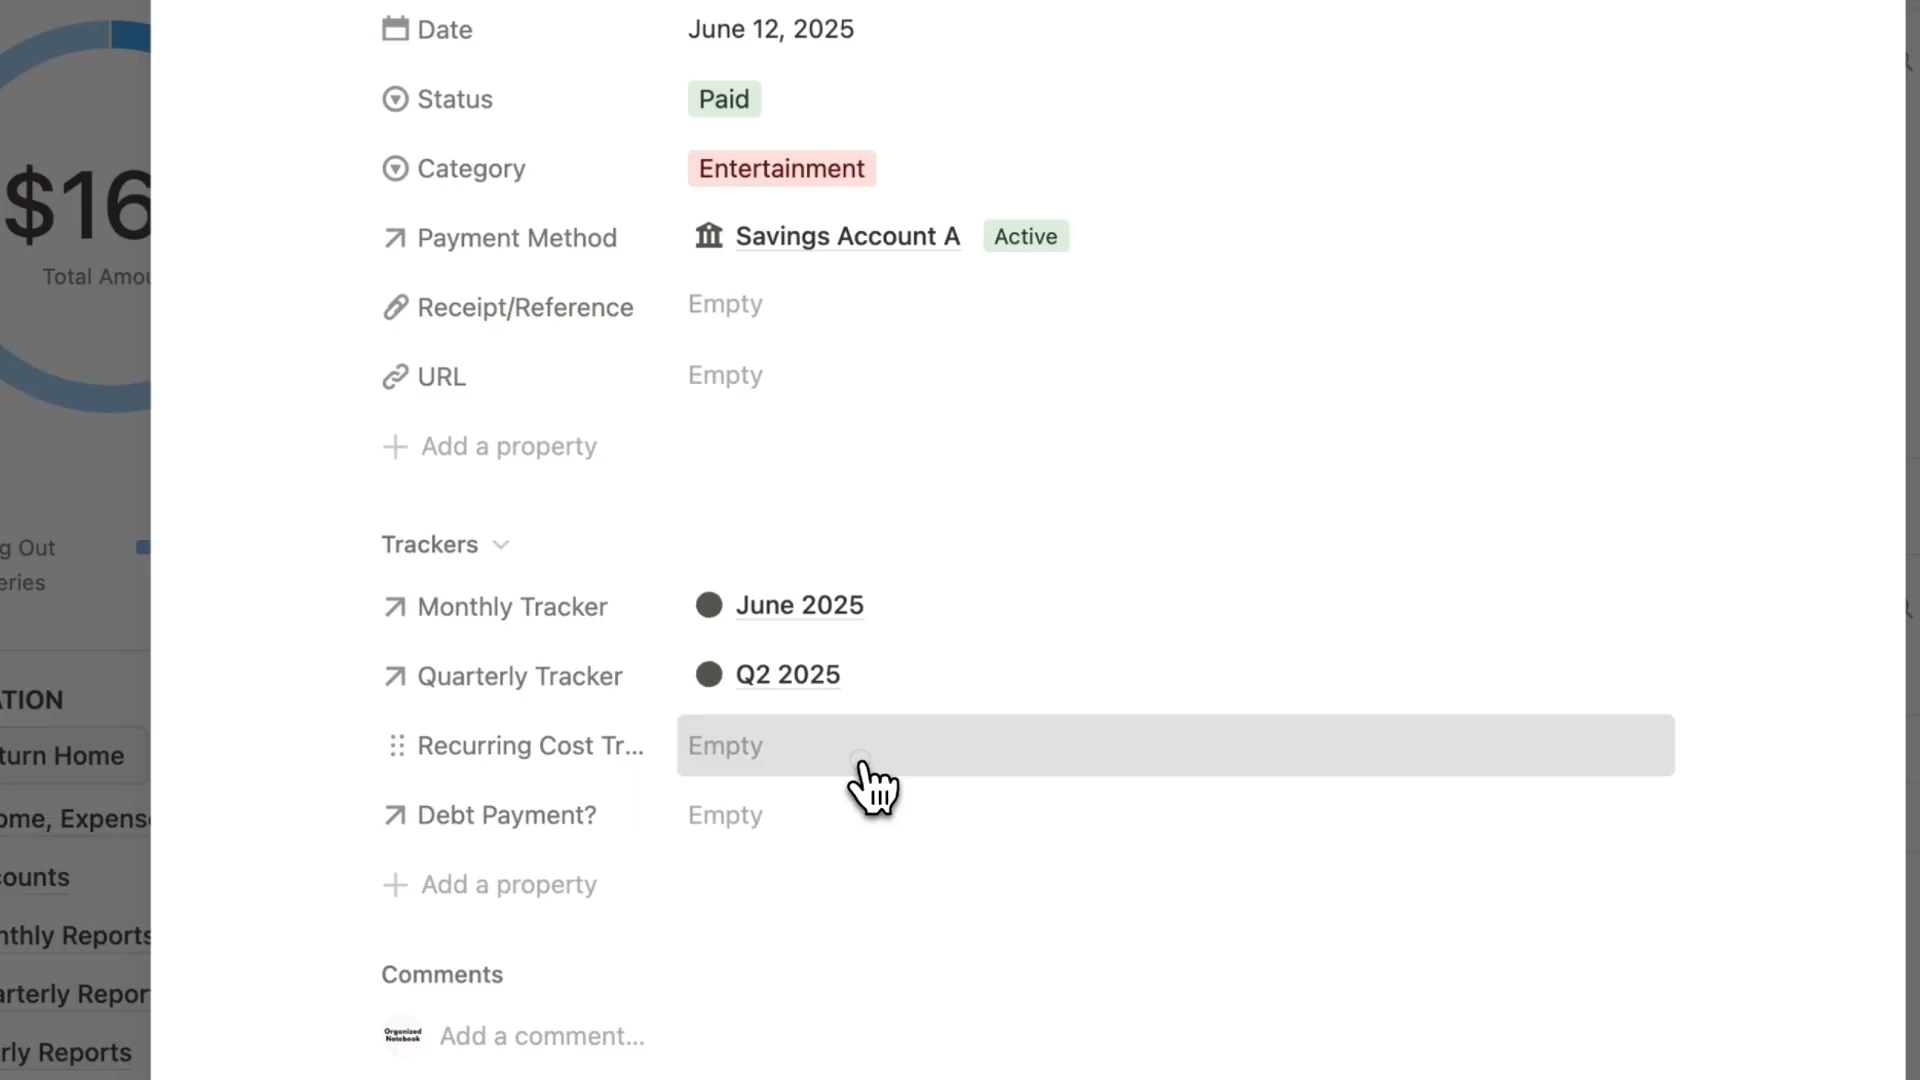 Date June 12, 2025
Status Paid
Category Entertainment
$16
Payment Method Savings Account A Active
Total Amou
Receipt/Reference Empty
URL Empty
+ Add a property
Trackers
g Out
eries
Monthly Tracker June 2025
Quarterly Tracker Q2 2025
ATION
Recurring Cost Tr... Empty
turn Home
Debt Payment? Empty
ome, Expens
+ Add a property
counts
nthly Reports
Comments
arterly Repor
Organized Notebook Add a comment...
rly Reports